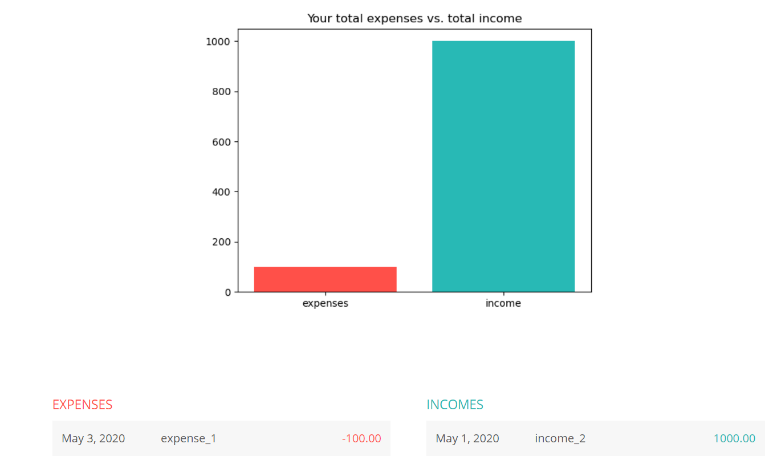 Your total expenses vs. total income
1000
800
600
400
200
0
expenses income
EXPENSES
May 3, 2020 expense_1 -100.00
INCOMES
May 1, 2020 income_2 1000.00